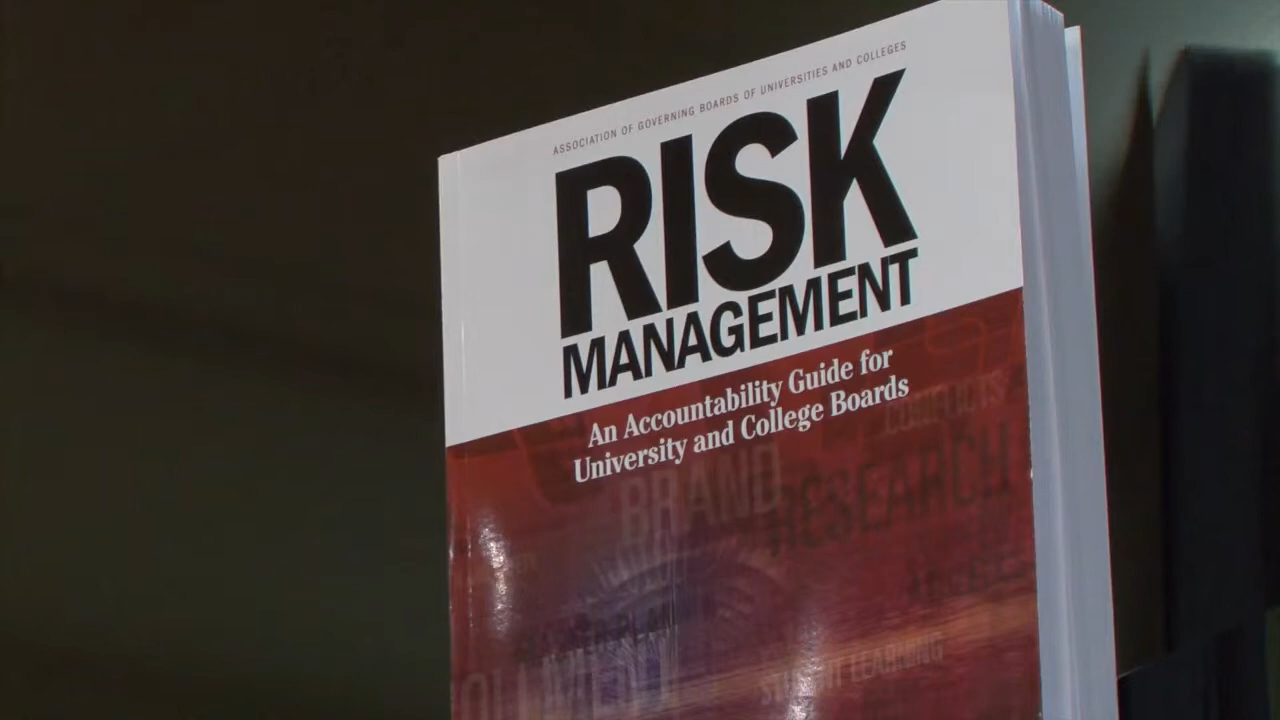 ASSOCIATION OF GOVERNING BOARDS OF UNIVERSITIES AND COLLEGES
RISK
MANAGEMENT
An Accountability Guide for
University and College Boards
CONFLICTS
BRAND
RESEARCH
STUDENT LEARNING